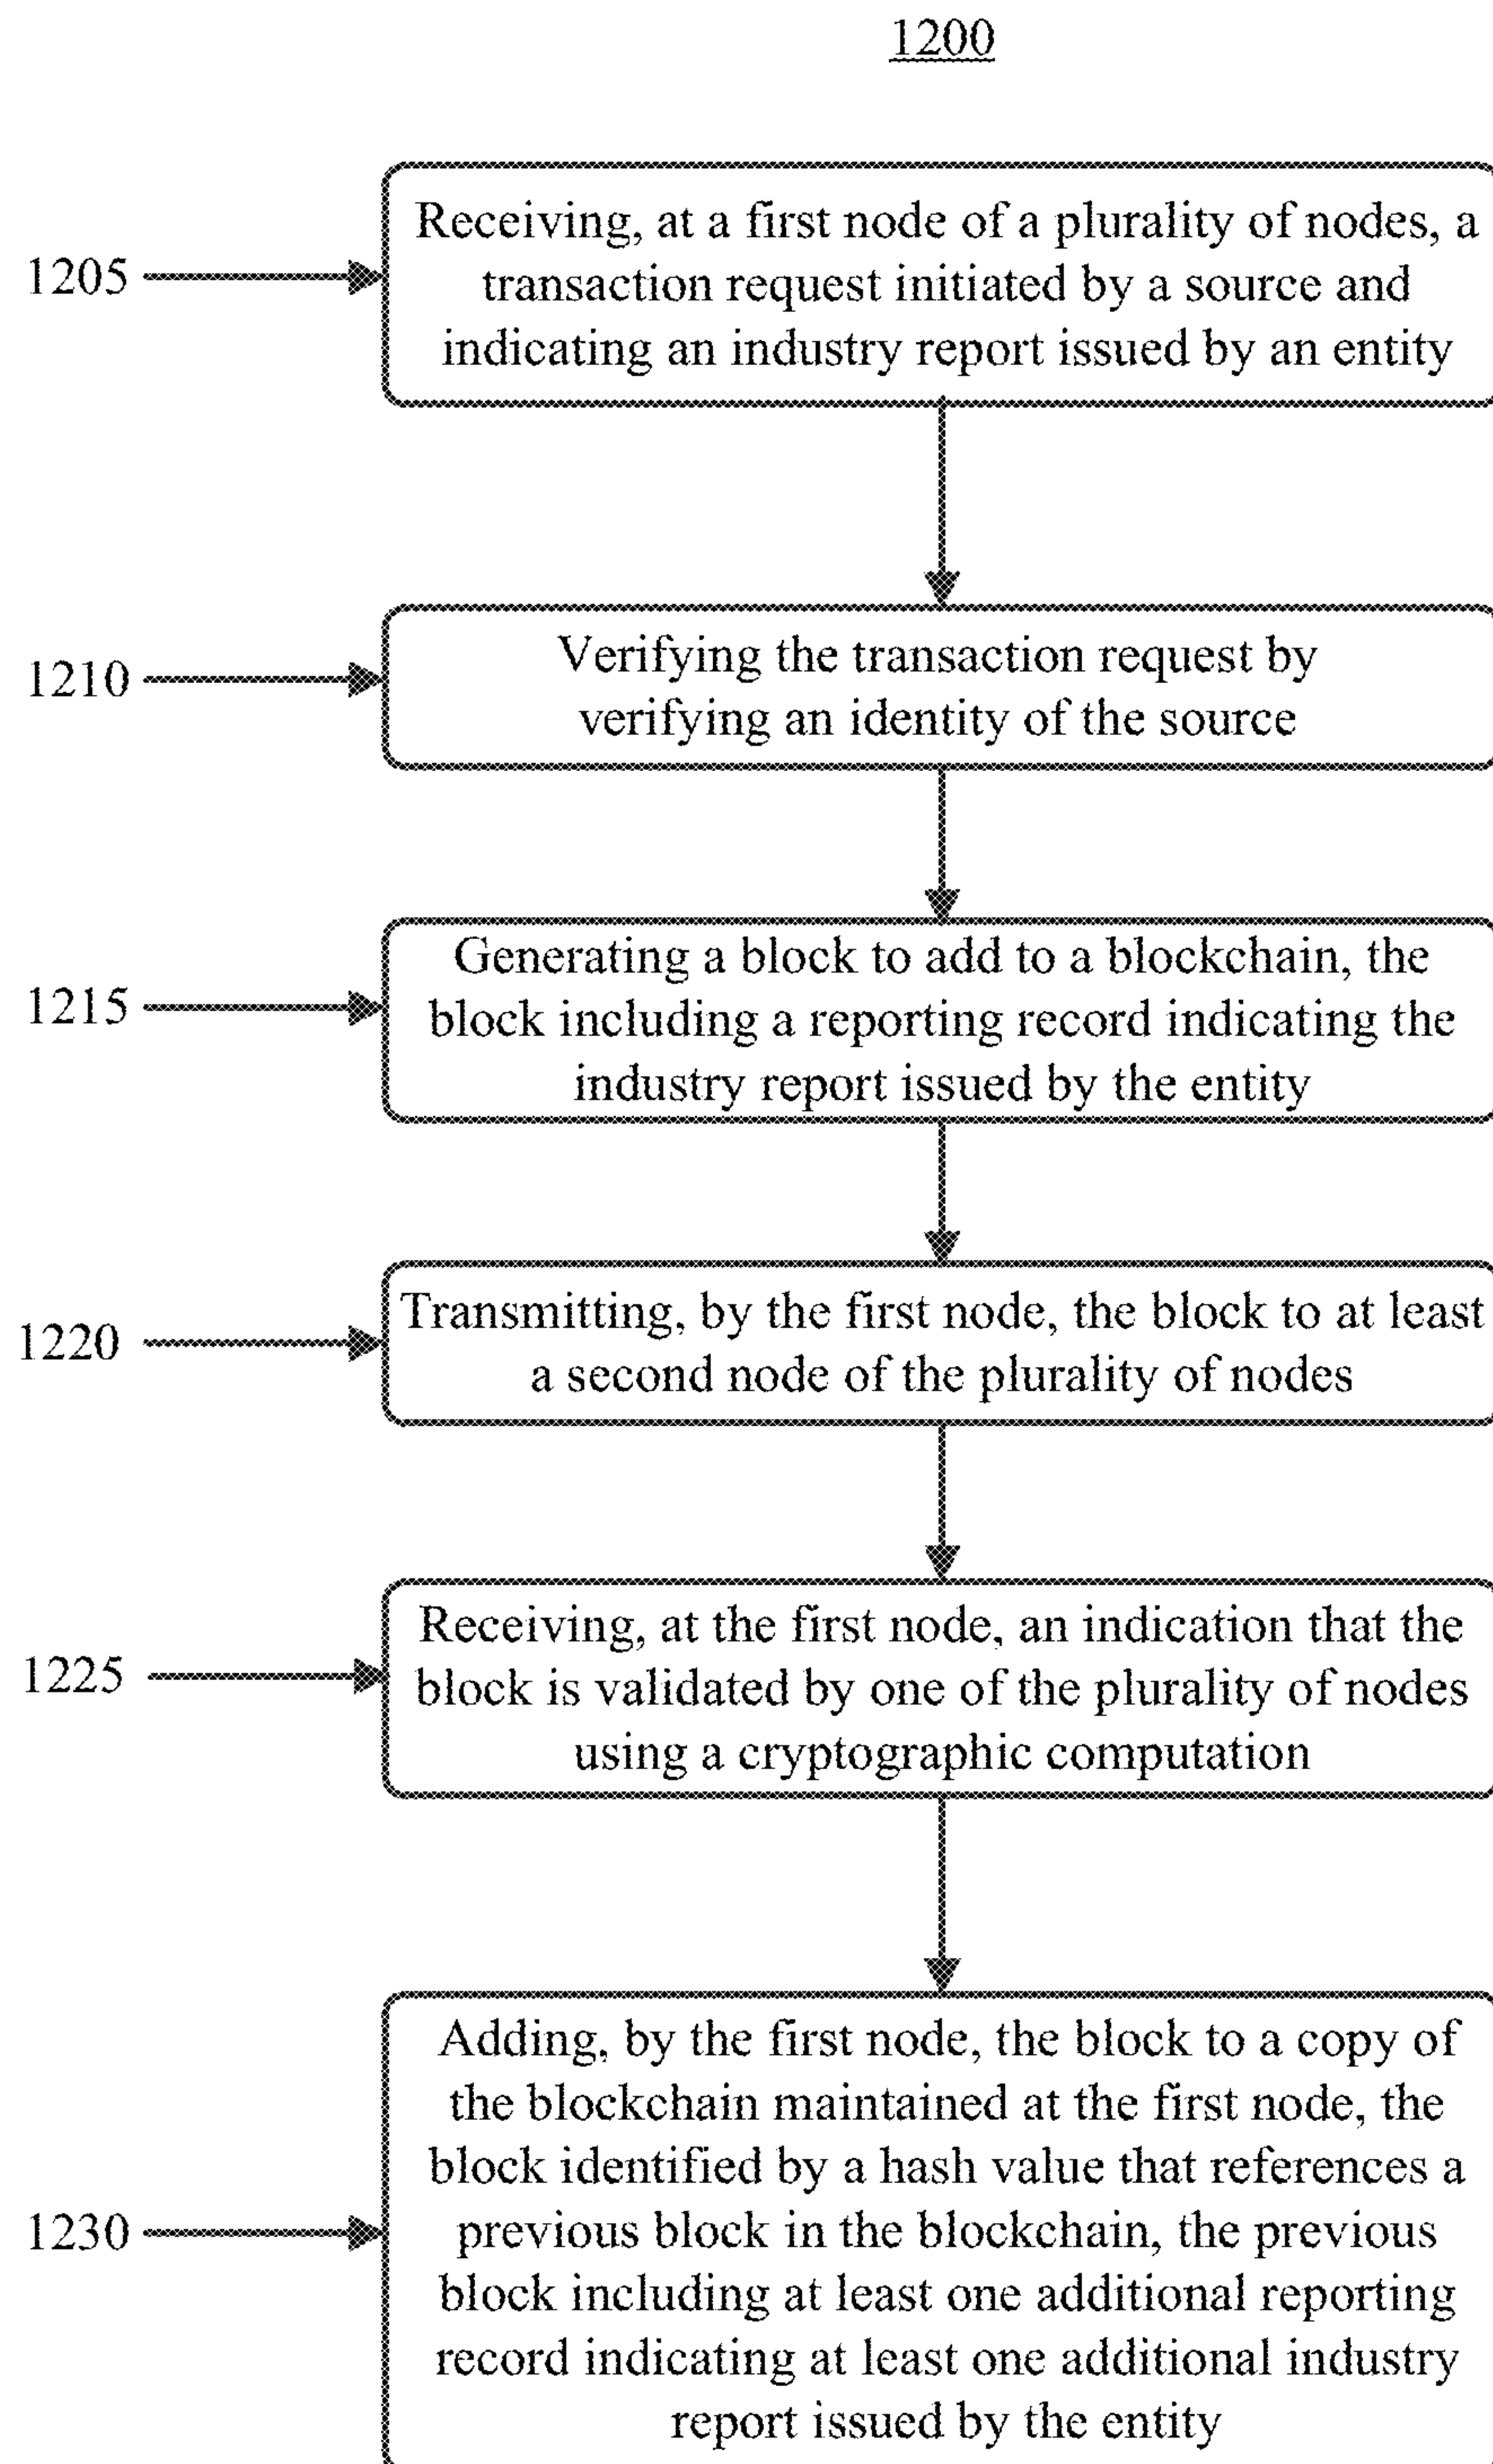 1200
1205
Receiving, at a first node of a plurality of nodes, a
transaction request initiated by a source and
indicating an industry report issued by an entity
1210
Verifying the transaction request by
verifying an identity of the source
1215
Generating a block to add to a blockchain, the
block including a reporting record indicating the
industry report issued by the entity
1220
Transmitting, by the first node, the block to at least
a second node of the plurality of nodes
1225
Receiving, at the first node, an indication that the
block is validated by one of the plurality of nodes
using a cryptographic computation
1230
Adding, by the first node, the block to a copy of
the blockchain maintained at the first node, the
block identified by a hash value that references a
previous block in the blockchain, the previous
block including at least one additional reporting
record indicating at least one additional industry
report issued by the entity